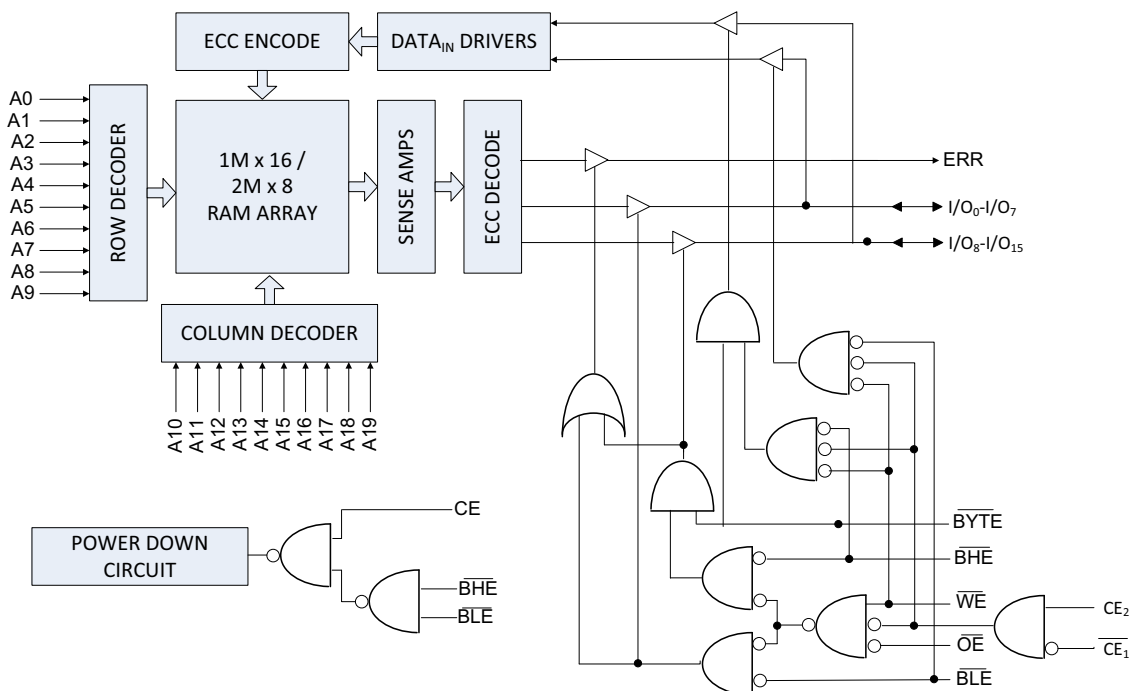 ECC ENCODE
DATAIN DRIVERS
A0
A1
A2
A3
A4
A5
A6
A7
A8
A9
ROW DECODER
1M x 16 /
2M x 8
RAM ARRAY
SENSE AMPS
ECC DECODE
ERR
I/O0-I/O7
I/O8-I/O15
COLUMN DECODER
A10
A11
A12
A13
A14
A15
A16
A17
A18
A19
POWER DOWN
CIRCUIT
CE
BHE
BLE
BYTE
BHE
WE
OE
BLE
CE2
CE1